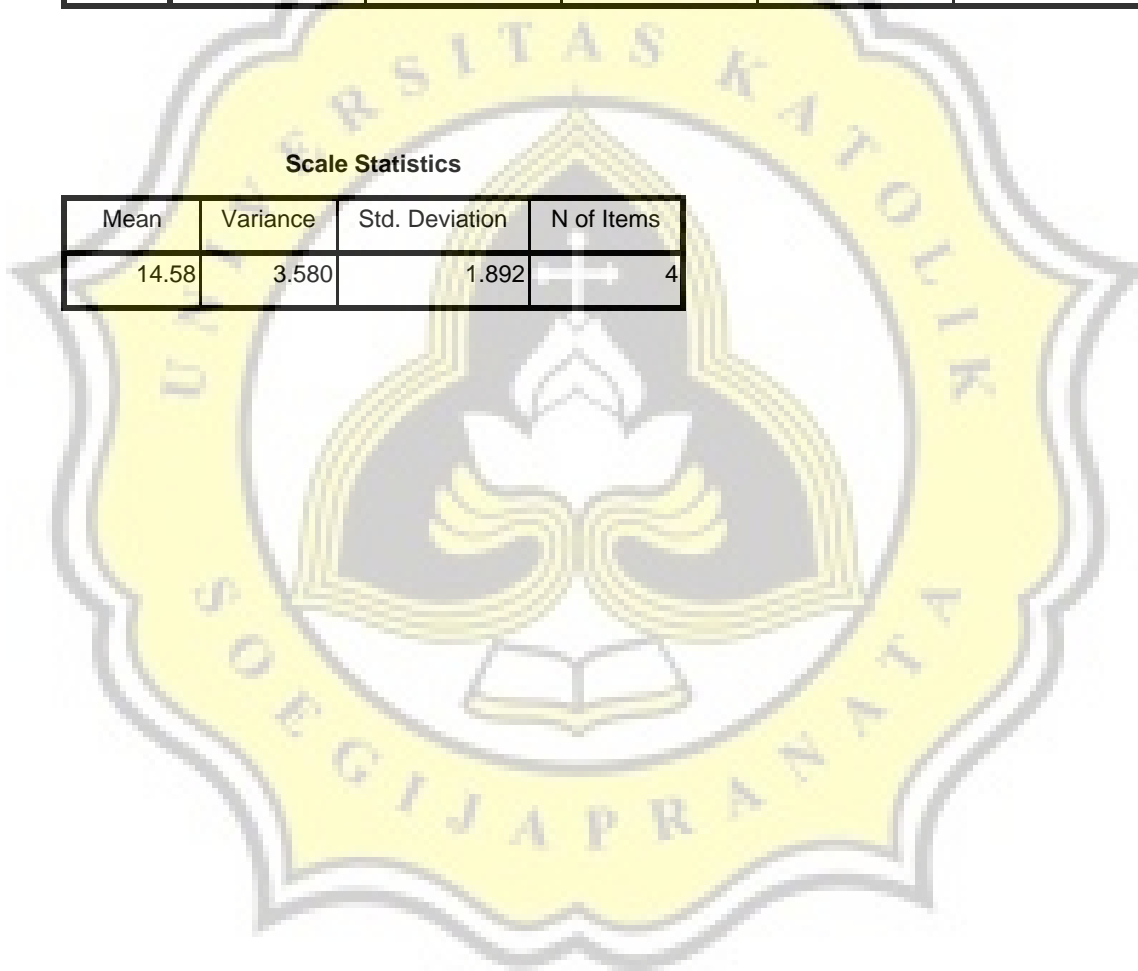 UNIVERSITAS KATOLIK
Scale Statistics
Mean Variance Std. Deviation N of Items
14.58 3.580 1.892 4
SOEGIJAPRANATA